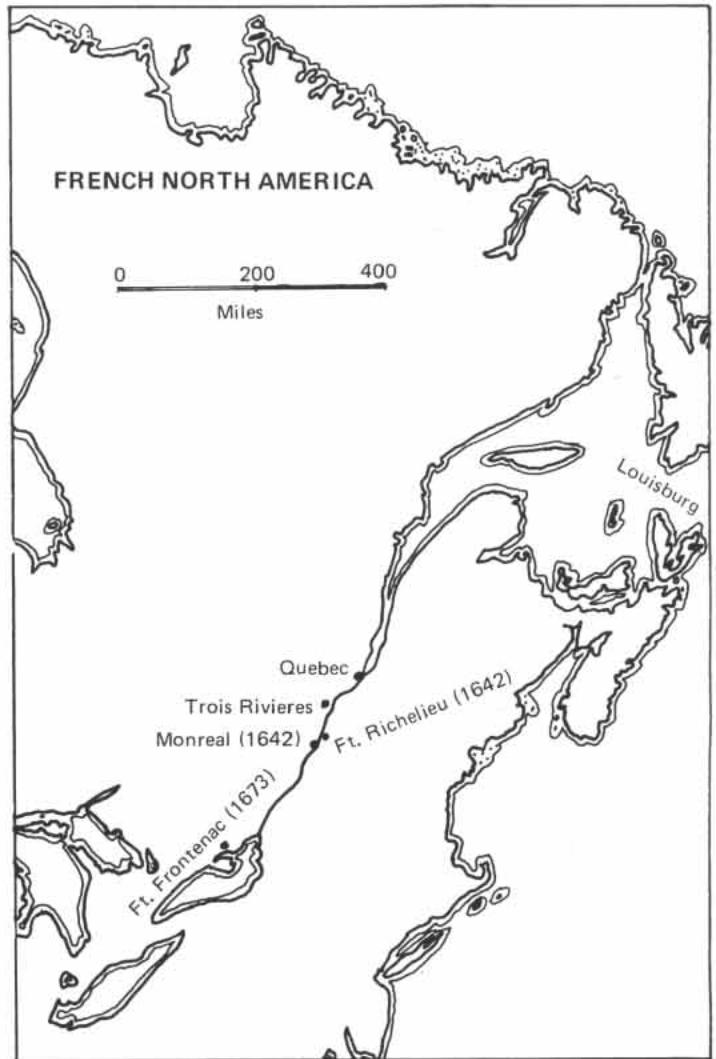 FRENCH NORTH AMERICA
0 200 400
Miles
Louisburg
Quebec
Trois Rivieres
Ft. Richelieu (1642)
Monreal (1642)
Ft. Frontenac (1673)